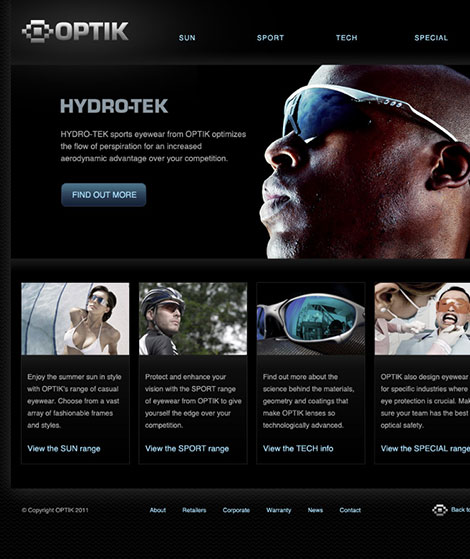 OPTIK
SUN
SPORT
TECH
SPECIAL
HYDRO-TEK
HYDRO-TEK sports eyewear from OPTIK optimizes
the flow of perspiration for an increased
aerodynamic advantage over your competition.
FIND OUT MORE
Enjoy the summer sun in style
with OPTIK's range of casual
eyewear. Choose from a vast
array of fashionable frames
and styles.
View the SUN range
Protect and enhance your
vision with the SPORT range
of eyewear from OPTIK to give
yourself the edge over your
competition.
View the SPORT range
Find out more about the
science behind the materials,
geometry and coatings that
make OPTIK lenses so
technologically advanced.
View the TECH info
OPTIK also design eyewear
for specific industries where
eye protection is crucial. Mak
sure your team has the best
optical safety.
View the SPECIAL range
© Copyright OPTIK 2011
About
Retailers
Corporate
Warranty
News
Contact
Back to